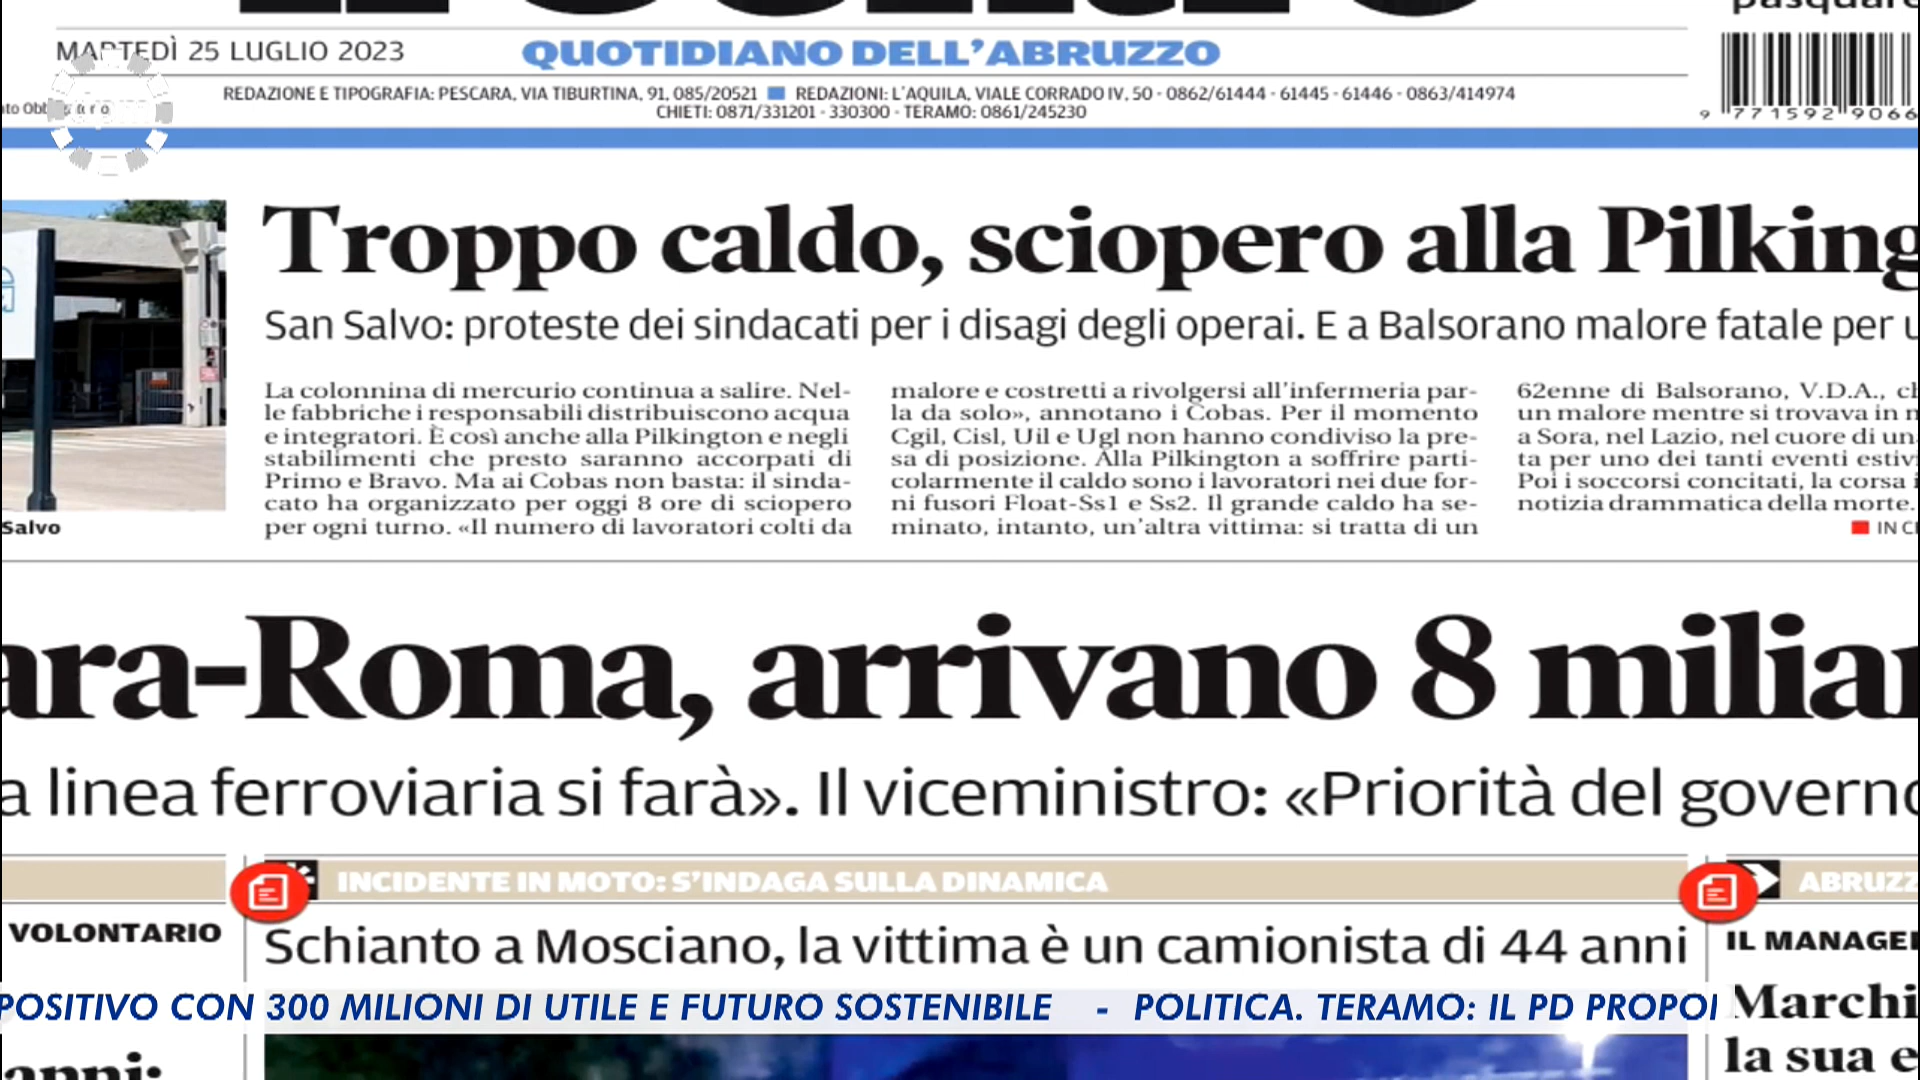 MARTEDÌ 25 LUGLIO 2023
QUOTIDIANO DELL'ABRUZZO
REDAZIONE E TIPOGRAFIA: PESCARA, VIA TIBURTINA, 91, 085/20521 ■ REDAZIONI: L'AQUILA, VIALE CORRADO IV, 50 - 0862/61444 - 61445 - 61446 - 0863/414974
CHIETI: 0871/331201 - 330300 - TERAMO: 0861/245230
9 771592 9066
Troppo caldo, sciopero alla Pilking
San Salvo: proteste dei sindacati per i disagi degli operai. E a Balsorano malore fatale per u
La colonnina di mercurio continua a salire. Nel-
le fabbriche i responsabili distribuiscono acqua
e integratori. È così anche alla Pilkington e negli
stabilimenti che presto saranno accorpati di
Primo e Bravo. Ma ai Cobas non basta: il sinda-
cato ha organizzato per oggi 8 ore di sciopero
per ogni turno. «Il numero di lavoratori colti da
malore e costretti a rivolgersi all'infermeria par-
la da solo», annotano i Cobas. Per il momento
Cgil, Cisl, Uil e Ugl non hanno condiviso la pre-
sa di posizione. Alla Pilkington a soffrire parti-
colarmente il caldo sono i lavoratori nei due for-
ni fusori Float-Ss1 e Ss2. Il grande caldo ha se-
minato, intanto, un'altra vittima: si tratta di un
62enne di Balsorano, V.D.A., ch
un malore mentre si trovava in
a Sora, nel Lazio, nel cuore di un
ta per uno dei tanti eventi estiv
Poi i soccorsi concitati, la corsa i
notizia drammatica della morte.
■ IN C
Salvo
ara-Roma, arrivano 8 miliar
a linea ferroviaria si farà». Il viceministro: «Priorità del governo
INCIDENTE IN MOTO: S'INDAGA SULLA DINAMICA
ABRUZZ
VOLONTARIO
Schianto a Mosciano, la vittima è un camionista di 44 anni
IL MANAGE
Marchi
la sua e
POSITIVO CON 300 MILIONI DI UTILE E FUTURO SOSTENIBILE - POLITICA. TERAMO: IL PD PROPO
anni: